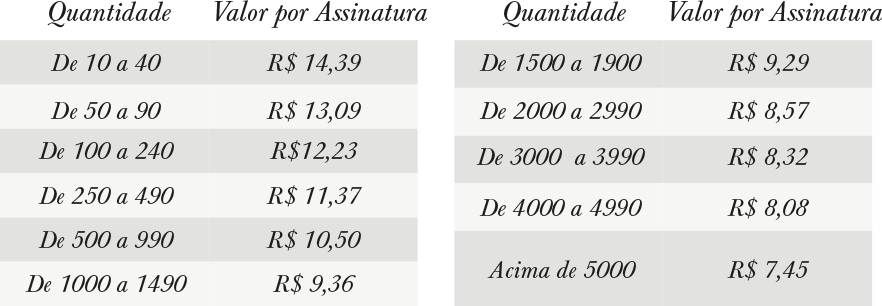 Quantidade Valor por Assinatura
De 10 a 40 R$ 14,39
De 50 a 90 R$ 13,09
De 100 a 240 R$12,23
De 250 a 490 R$ 11,37
De 500 a 990 R$ 10,50
De 1000 a 1490 R$ 9,36
Quantidade Valor por Assinatura
De 1500 a 1900 R$ 9,29
De 2000 a 2990 R$ 8,57
De 3000 a 3990 R$ 8,32
De 4000 a 4990 R$ 8,08
Acima de 5000 R$ 7,45